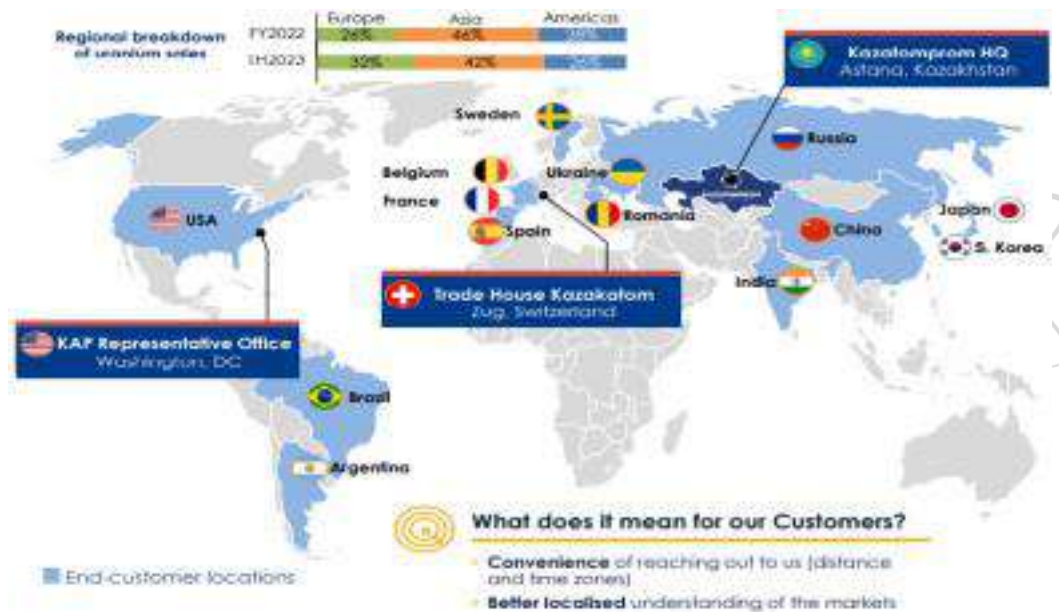 Europe Asia Americas
Regional breakdown
of uranium sales
FY2022 26% 46% 28%
1H2023 32% 42% 26%
Kazatomprom HQ
Astana, Kazakhstan
Sweden
Russia
Belgium
Ukraine
France
USA
Romania
Japan
Spain
China
S. Korea
India
Trade House Kazakatom
Zug, Switzerland
KAP Representative Office
Washington, DC
Brazil
Argentina
What does it mean for our Customers?
Convenience of reaching out to us (distance
and time zones)
End-customer locations
Better localised understanding of the markets